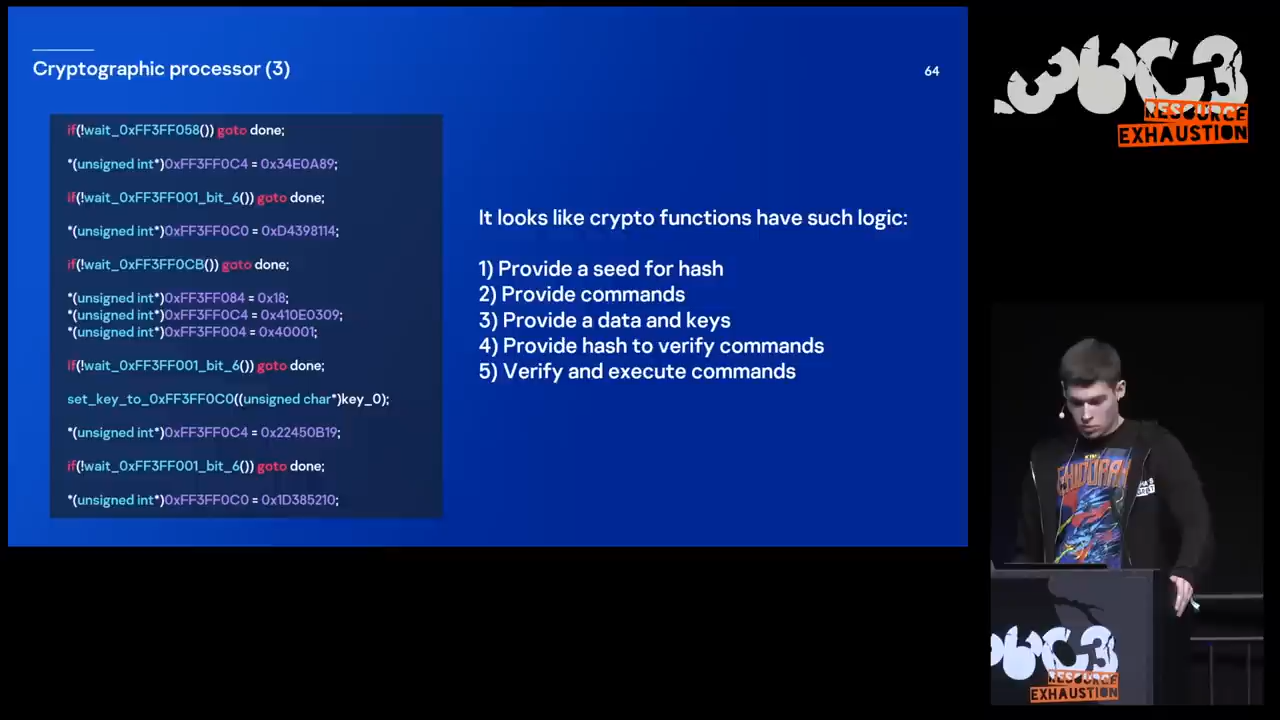 Cryptographic processor (3)
64
if(!wait_0xFF3FF058()) goto done;
*(unsigned int*)0xFF3FF0C4 = 0x34E0A89;
if(!wait_0xFF3FF001_bit_6()) goto done;
*(unsigned int*)0xFF3FF0C0 = 0xD4398114;
if(!wait_0xFF3FF0CB()) goto done;
*(unsigned int*)0xFF3FF084 = 0x18;
*(unsigned int*)0xFF3FF0C4 = 0x410E0309;
*(unsigned int*)0xFF3FF004 = 0x40001;
if(!wait_0xFF3FF001_bit_6()) goto done;
set_key_to_0xFF3FF0C0((unsigned char*)key_0);
*(unsigned int*)0xFF3FF0C4 = 0x22450B19;
if(!wait_0xFF3FF001_bit_6()) goto done;
*(unsigned int*)0xFF3FF0C0 = 0x1D385210;
It looks like crypto functions have such logic:
1) Provide a seed for hash
2) Provide commands
3) Provide a data and keys
4) Provide hash to verify commands
5) Verify and execute commands
36C3
RESOURCE
EXHAUSTION
GHIDORAH
36C3
RESOURCE
EXHAUSTION